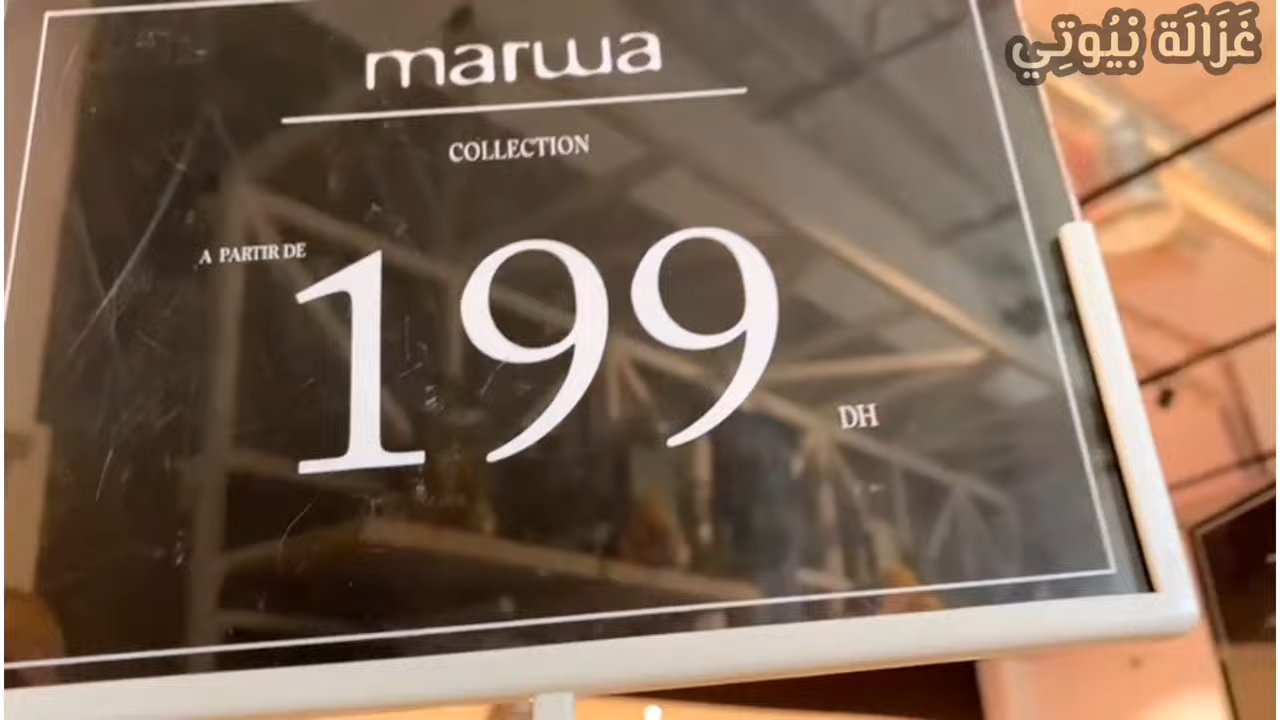 غَزَالَة بْيُوتِي
marwa
COLLECTION
A PARTIR DE
199
DH